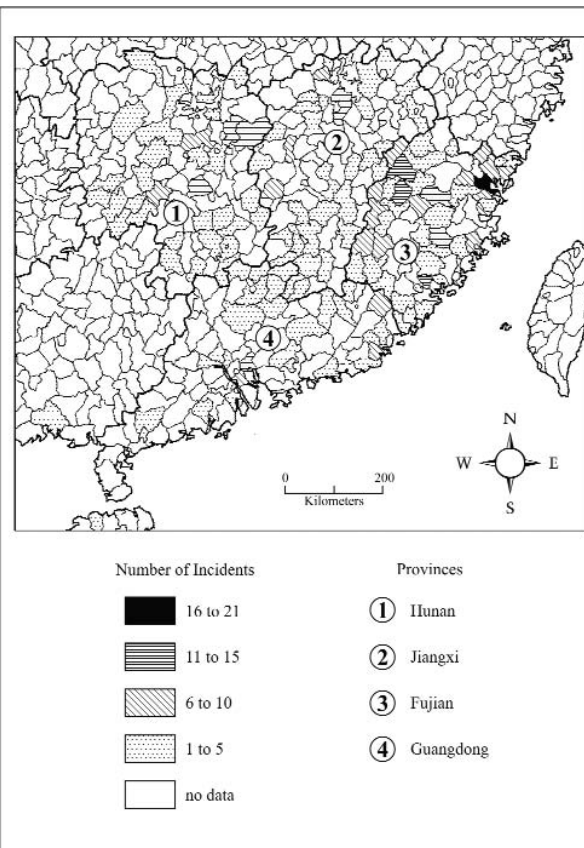 2
1
3
4
N
W E
S
0 200
Kilometers
Number of Incidents
16 to 21
11 to 15
6 to 10
1 to 5
no data
Provinces
1 Hunan
2 Jiangxi
3 Fujian
4 Guangdong